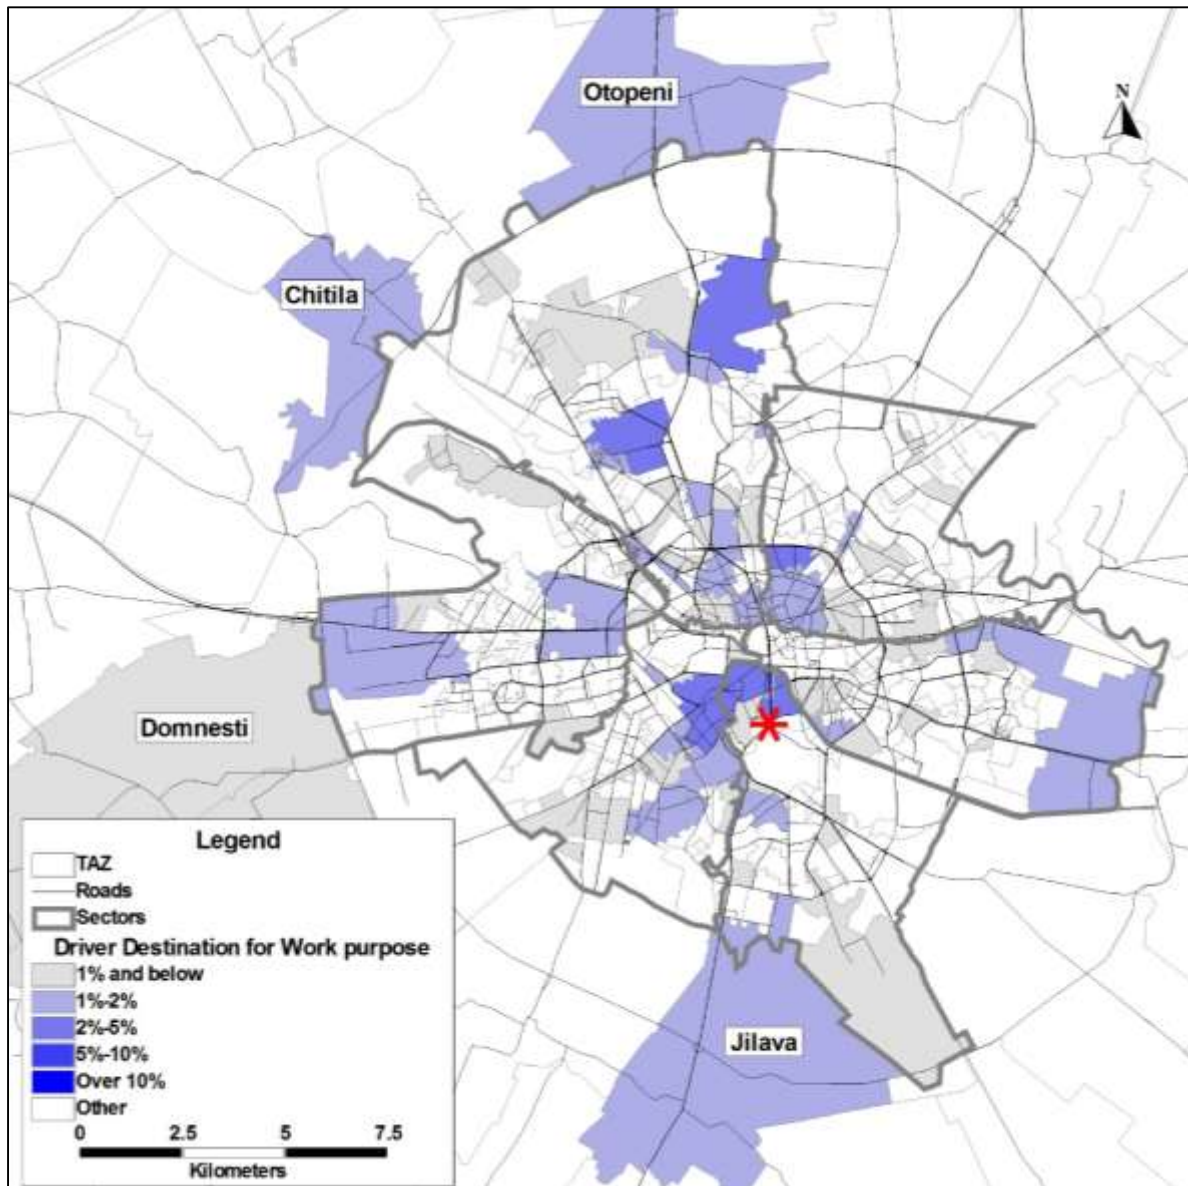 Otopeni
N
Chitila
Domnesti
Legend
TAZ
Roads
Sectors
Driver Destination for Work purpose
1% and below
1%-2%
2%-5%
5%-10%
Over 10%
Other
0 2.5 5 7.5
Kilometers
Jilava